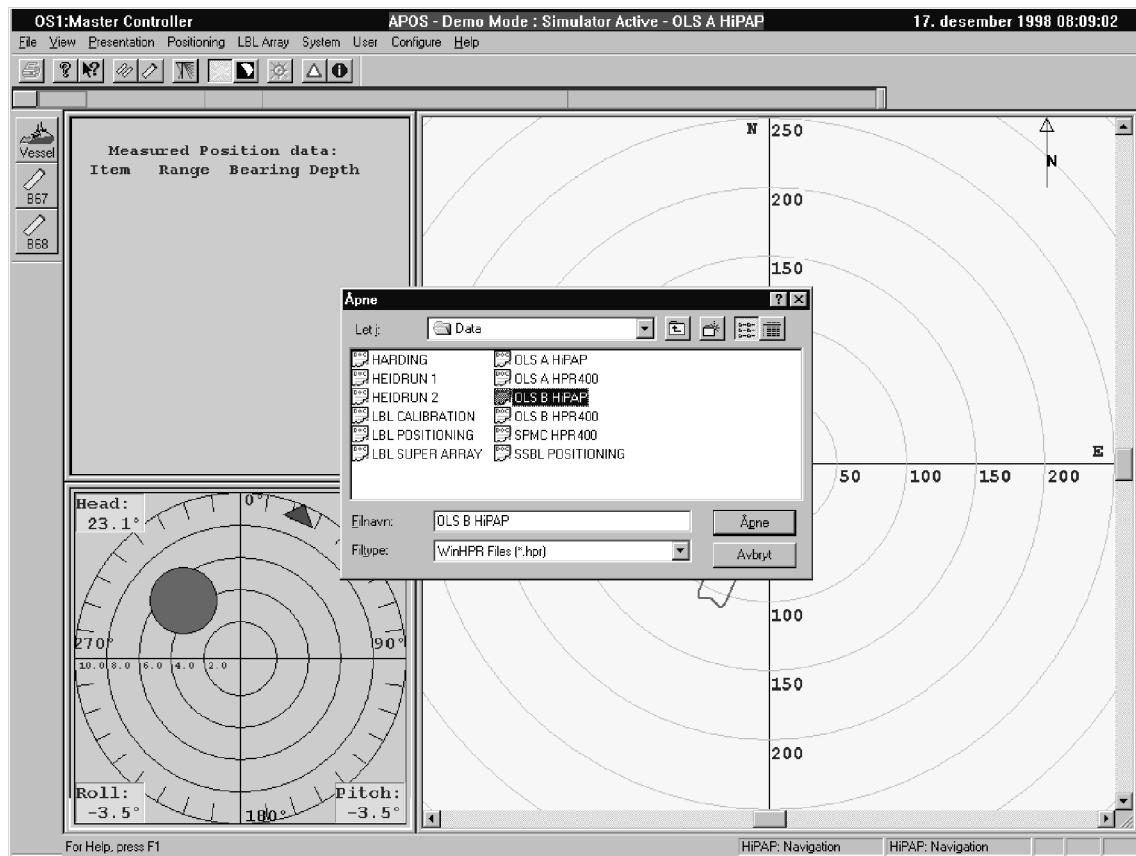 OS1:Master Controller APOS - Demo Mode : Simulator Active - OLS A HiPAP 17. desember 1998 08:09:02
File View Presentation Positioning LBL Array System User Configure Help
Vessel
B67
B68
Measured Position data:
Item Range Bearing Depth
N 250
N
200
150
E
50 100 150 200
100
150
200
Åpne
Let i: Data
HARDING OLS A HiPAP
HEIDRUN 1 OLS A HPR400
HEIDRUN 2 OLS B HiPAP
LBL CALIBRATION OLS B HPR400
LBL POSITIONING SPMC HPR400
LBL SUPER ARRAY SSBL POSITIONING
Filnavn: OLS B HiPAP Åpne
Filtype: WinHPR Files (*.hpr) Avbryt
Head:
23.1°
0°
270° 90°
10.0 8.0 6.0 4.0 2.0
Roll:
-3.5°
180°
Pitch:
-3.5°
For Help, press F1 HiPAP: Navigation HiPAP: Navigation